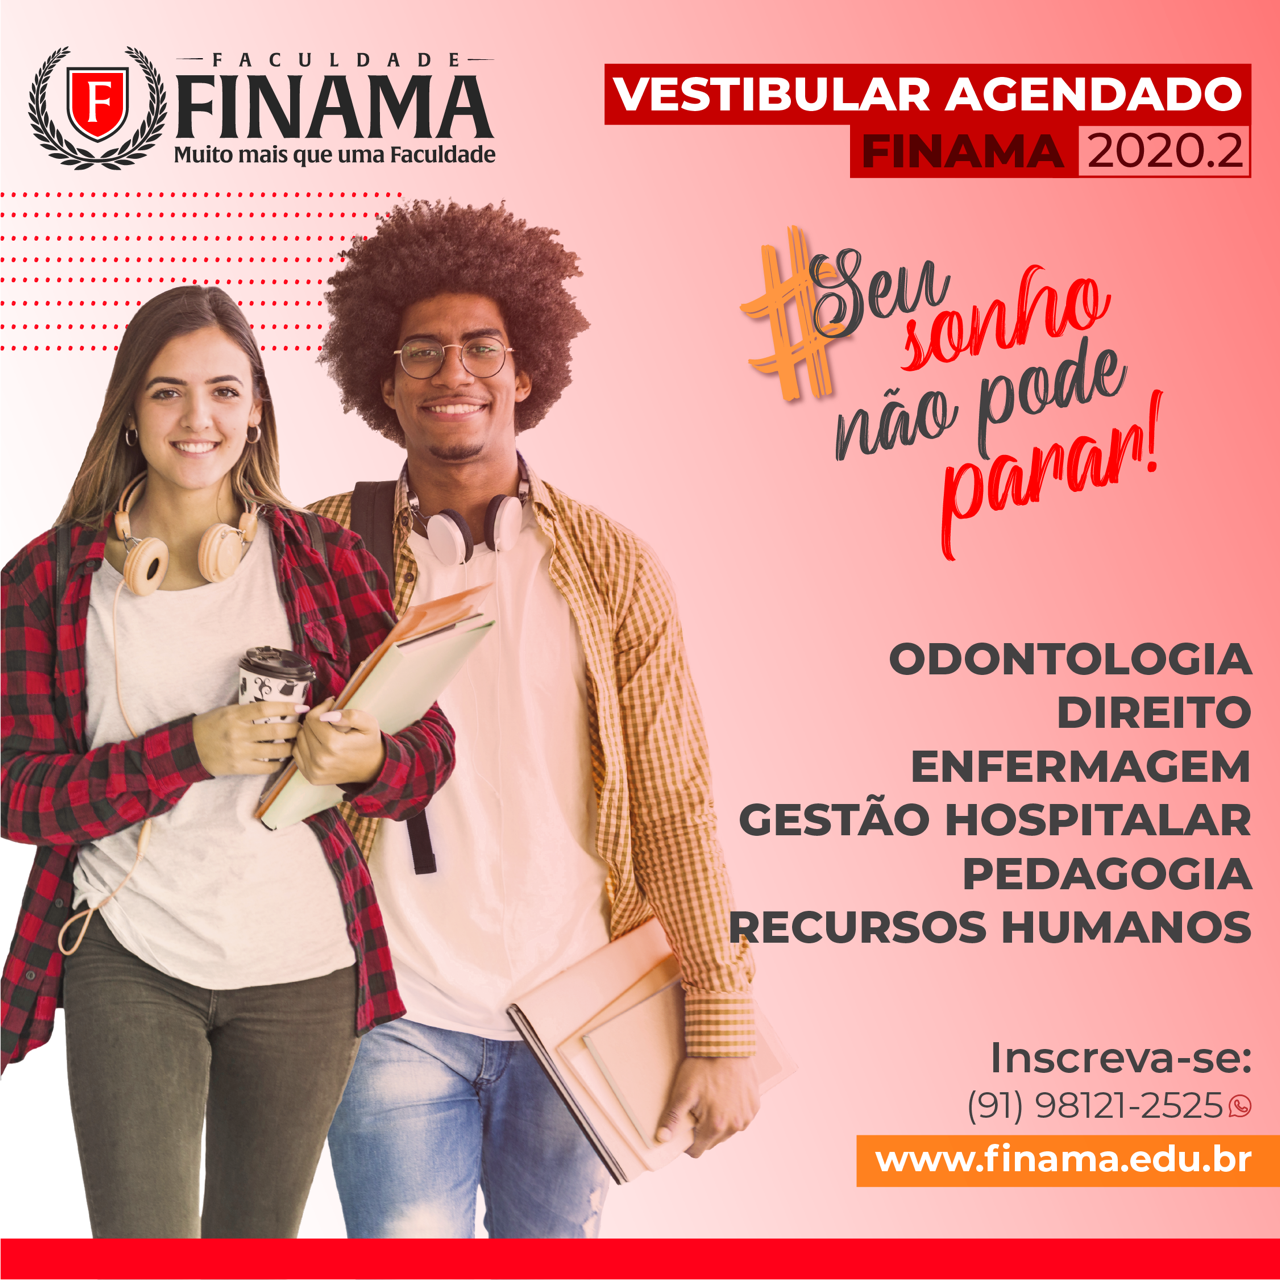 FACULDADE
F
FINAMA
Muito mais que uma Faculdade
VESTIBULAR AGENDADO
FINAMA 2020.2
#Seu
sonho
não pode
parar!
ODONTOLOGIA
DIREITO
ENFERMAGEM
GESTÃO HOSPITALAR
PEDAGOGIA
RECURSOS HUMANOS
Inscreva-se:
(91) 98121-2525
www.finama.edu.br